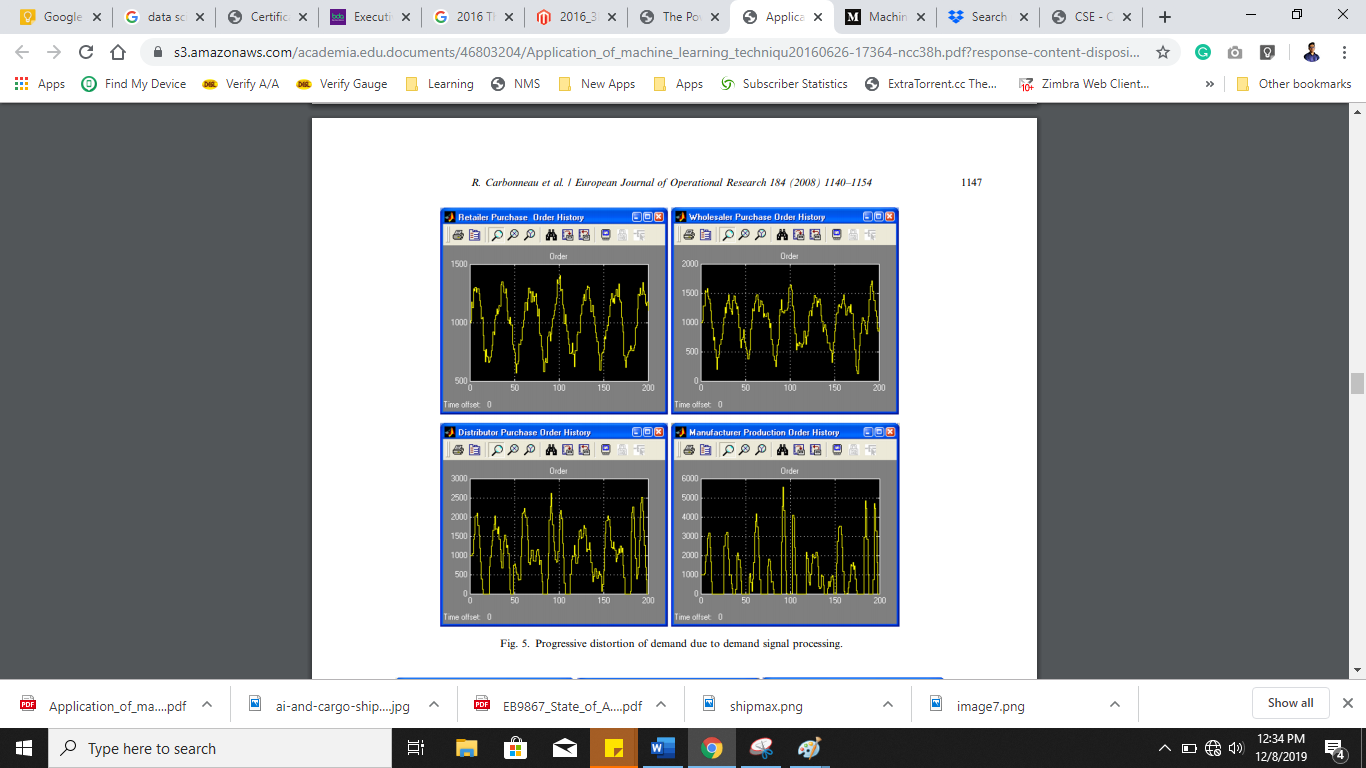 Google
data sc
Certific
Executi
2016 Th
2016_3
The Po
Applica
Machin
Search
CSE - C
s3.amazonaws.com/academia.edu.documents/46803204/Application_of_machine_learning_techniqu20160626-17364-ncc38h.pdf?response-content-disposi...
Apps
Find My Device
Verify A/A
Verify Gauge
Learning
NMS
New Apps
Apps
Subscriber Statistics
ExtraTorrent.cc The...
Zimbra Web Client...
»
Other bookmarks
R. Carbonneau et al. / European Journal of Operational Research 184 (2008) 1140–1154 1147
Retailer Purchase Order History
Order
1500
1000
500
0 50 100 150 200
Time offset: 0
Wholesaler Purchase Order History
Order
2000
1500
1000
500
0
0 50 100 150 200
Time offset: 0
Distributor Purchase Order History
Order
3000
2500
2000
1500
1000
500
0
0 50 100 150 200
Time offset: 0
Manufacturer Production Order History
Order
6000
5000
4000
3000
2000
1000
0
0 50 100 150 200
Time offset: 0
Fig. 5. Progressive distortion of demand due to demand signal processing.
Application_of_ma....pdf
ai-and-cargo-ship....jpg
EB9867_State_of_A....pdf
shipmax.png
image7.png
Show all
Type here to search
12:34 PM
12/8/2019
4